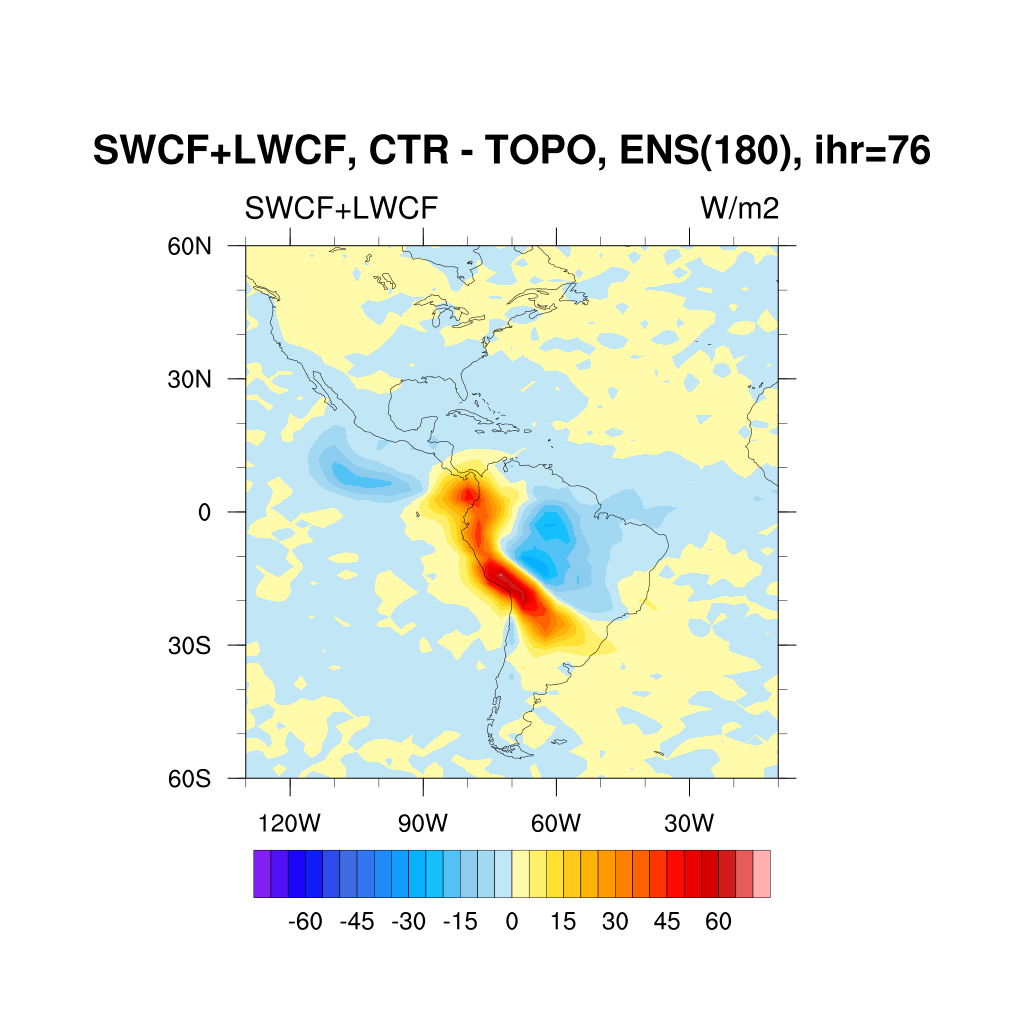 SWCF+LWCF, CTR - TOPO, ENS(180), ihr=76
SWCF+LWCF W/m2
60N
30N
0
30S
60S
120W 90W 60W 30W
-60 -45 -30 -15 0 15 30 45 60